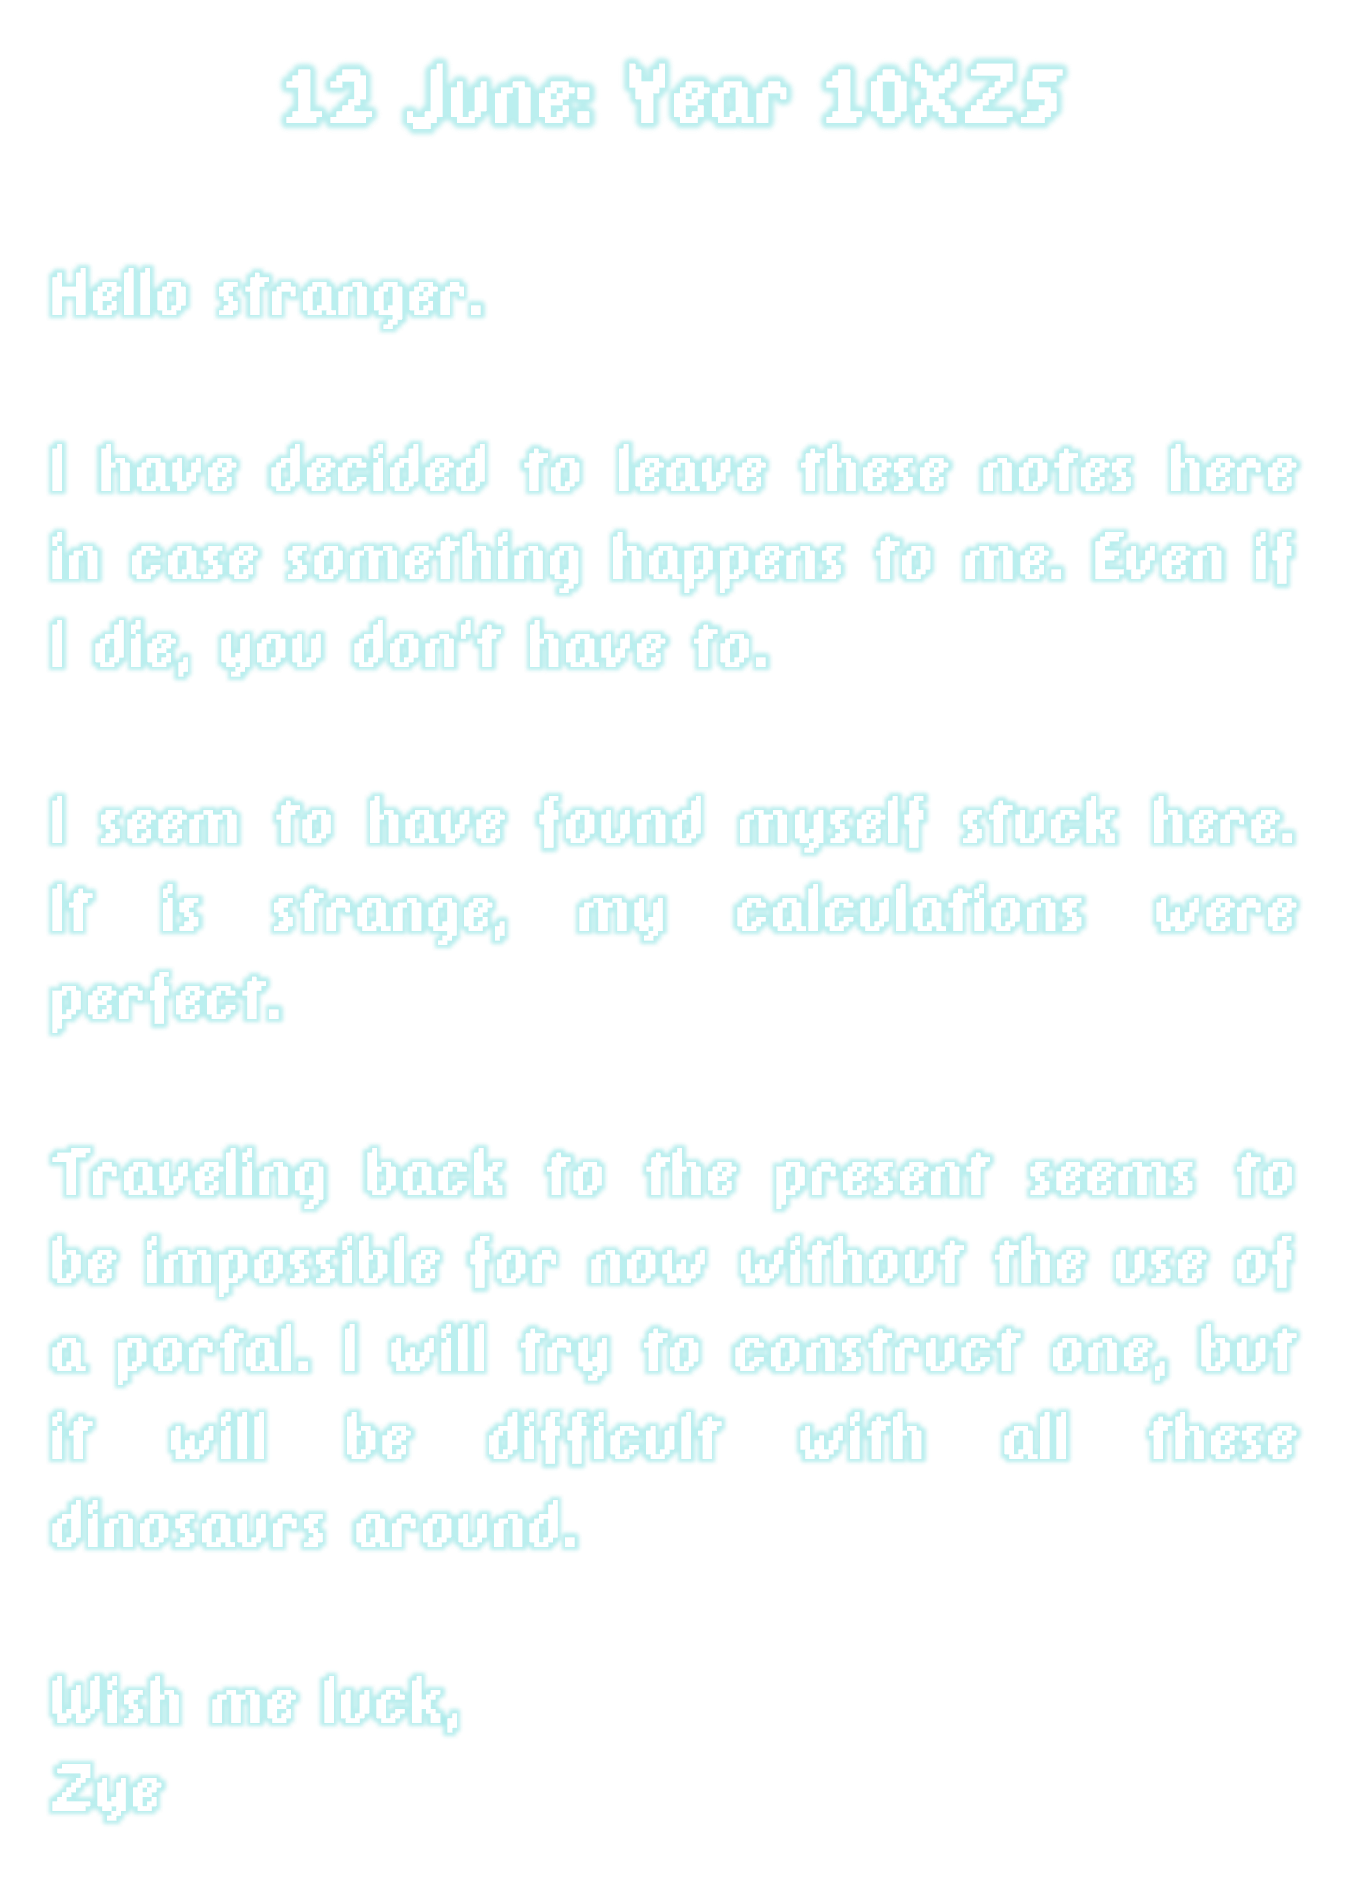 12 June: Year 10XZ5
Hello stranger.
I have decided to leave these notes here
in case something happens to me. Even if
I die, you don't have to.
I seem to have found myself stuck here.
It is strange, my calculations were
perfect.
Traveling back to the present seems to
be impossible for now without the use of
a portal. I will try to construct one, but
it will be difficult with all these
dinosaurs around.
Wish me luck,
Zye